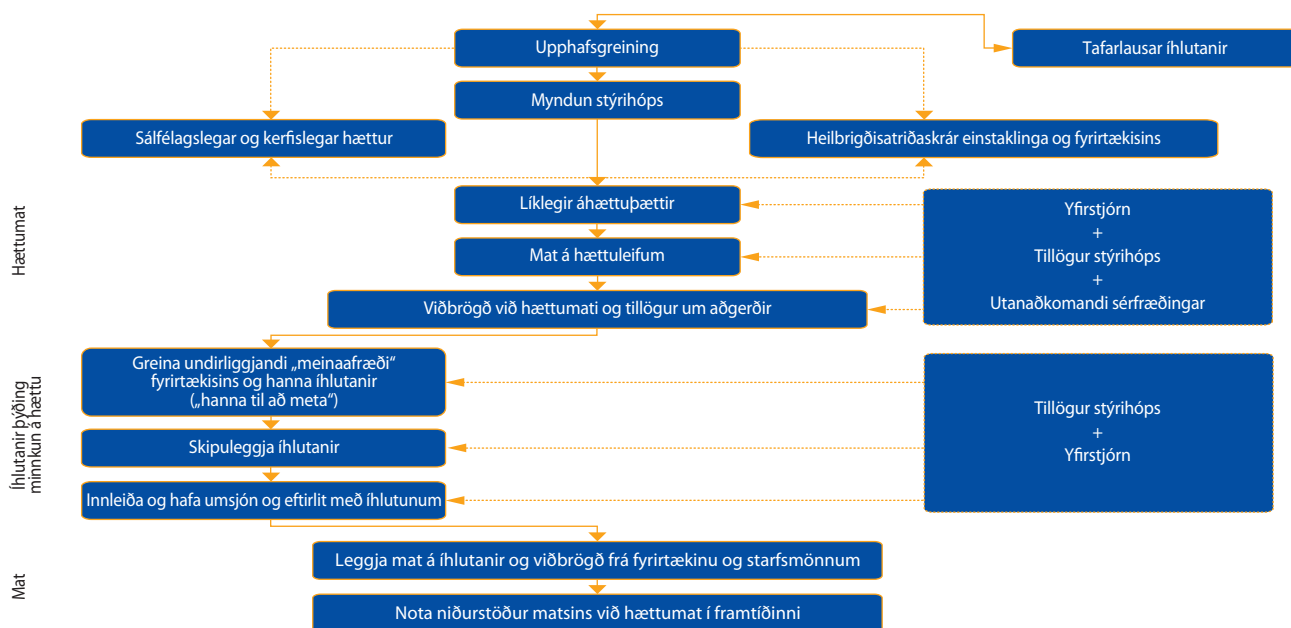 Upphafsgreining
Tafarlausar íhlutanir
Myndun stýrihóps
Sálfélagslegar og kerfislegar hættur
Heilbrigðisatriðaskrár einstaklinga og fyrirtækisins
Hættumat
Líklegir áhættuþættir
Mat á hættuleifum
Viðbrögð við hættumati og tillögur um aðgerðir
Yfirstjórn
+
Tillögur stýrihóps
+
Utanaðkomandi sérfræðingar
Íhlutanir þýðing
minnkun á hættu
Greina undirliggjandi „meinaafræði“
fyrirtækisins og hanna íhlutanir
(„hanna til að meta“)
Skipuleggja íhlutanir
Innleiða og hafa umsjón og eftirlit með íhlutunum
Tillögur stýrihóps
+
Yfirstjórn
Mat
Leggja mat á íhlutanir og viðbrögð frá fyrirtækinu og starfsmönnum
Nota niðurstöður matsins við hættumat í framtíðinni